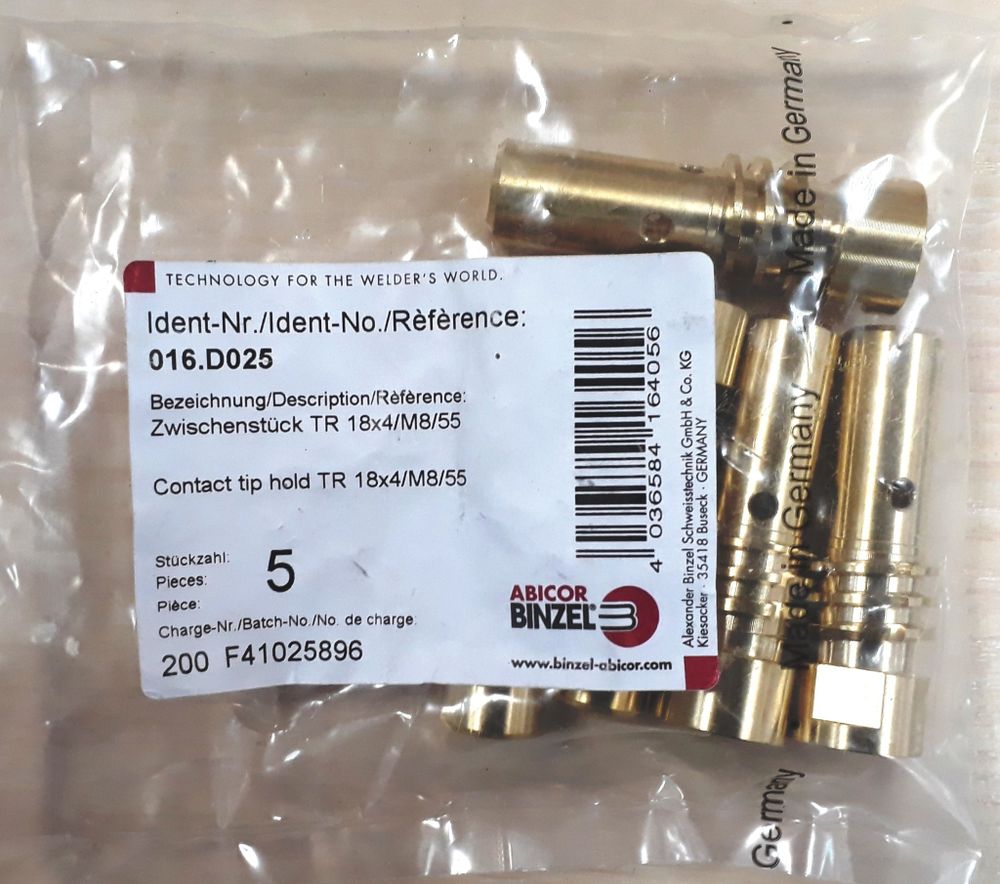 TECHNOLOGY FOR THE WELDER'S WORLD.
Ident-Nr./Ident-No./Rèfèrence:
016.D025
Bezeichnung/Description/Rèfèrence:
Zwischenstück TR 18x4/M8/55
Contact tip hold TR 18x4/M8/55
Stückzahl:
Pieces:
Pièce:
5
Charge-Nr./Batch-No./No. de charge:
200 F41025896
4 036584 164056
Alexander Binzel Schweisstechnik GmbH & Co. KG
Kiesacker · 35418 Buseck · GERMANY
ABICOR
BINZEL®
www.binzel-abicor.com
Made in Germany
Made in Germany
Germany